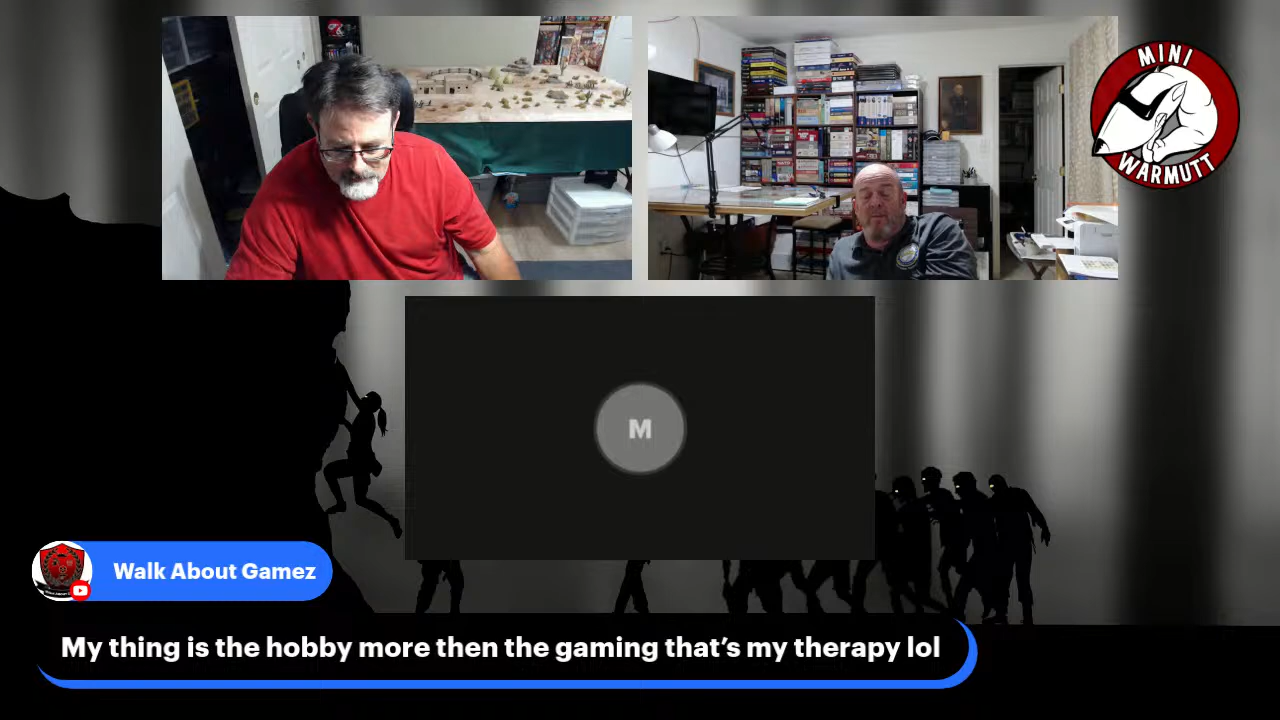 MINI
WARMUTT
M
Walk About Gamez
My thing is the hobby more then the gaming that’s my therapy lol